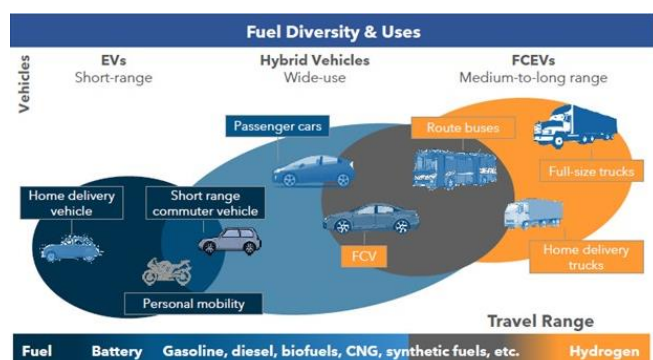 Fuel Diversity & Uses
Vehicles
EVs
Short-range
Hybrid Vehicles
Wide-use
FCEVs
Medium-to-long range
Passenger cars
Route buses
Full-size trucks
Home delivery
vehicle
Short range
commuter vehicle
FCV
Home delivery
trucks
Personal mobility
Travel Range
Fuel
Battery
Gasoline, diesel, biofuels, CNG, synthetic fuels, etc.
Hydrogen